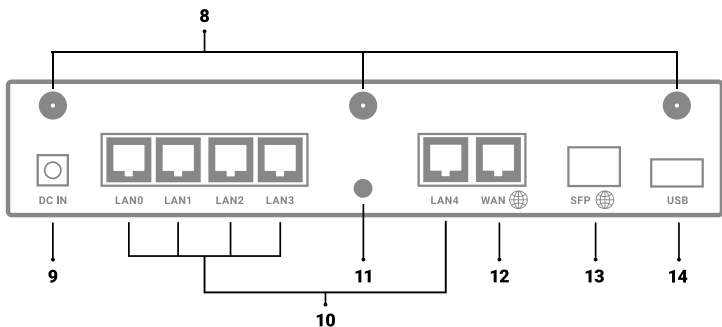 8
DC IN
LAN0
LAN1
LAN2
LAN3
LAN4
WAN
SFP
USB
9
11
12
13
14
10